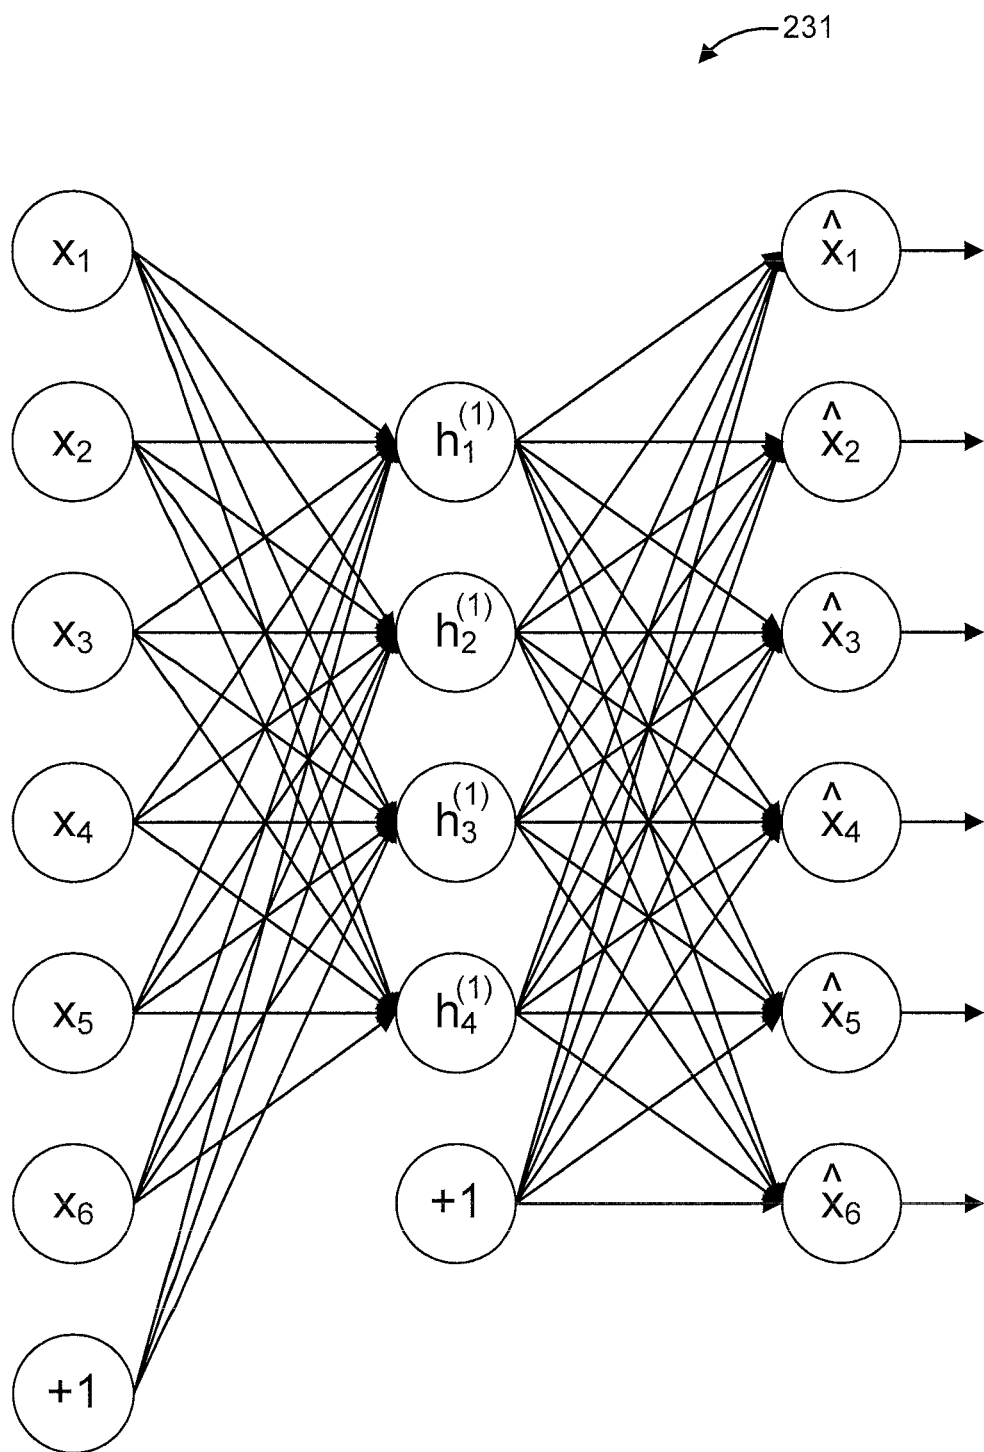 231
x₁
x₂
x₃
x₄
x₅
x₆
+1
h₁⁽¹⁾
h₂⁽¹⁾
h₃⁽¹⁾
h₄⁽¹⁾
+1
x̂₁
x̂₂
x̂₃
x̂₄
x̂₅
x̂₆